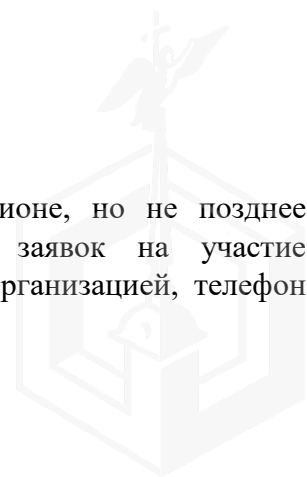 ионе, но не позднее
заявок на участие
рганизацией, телефон